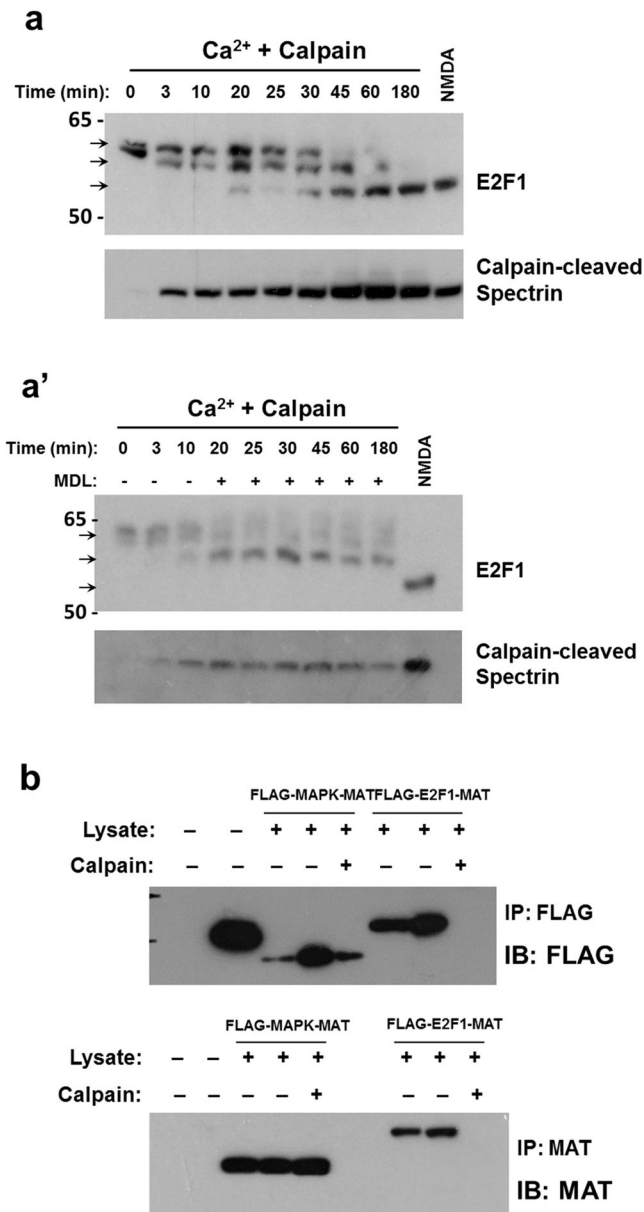 a
Ca²⁺ + Calpain
Time (min): 0 3 10 20 25 30 45 60 180 NMDA
65 -
E2F1
50 -
Calpain-cleaved
Spectrin
a’
Ca²⁺ + Calpain
Time (min): 0 3 10 20 25 30 45 60 180 NMDA
MDL: - - - + + + + + +
65 -
E2F1
50 -
Calpain-cleaved
Spectrin
b
FLAG-MAPK-MAT FLAG-E2F1-MAT
Lysate: – – + + + + + +
Calpain: – – – – + – – +
IP: FLAG
IB: FLAG
FLAG-MAPK-MAT FLAG-E2F1-MAT
Lysate: – – + + + + + +
Calpain: – – – – + – – +
IP: MAT
IB: MAT